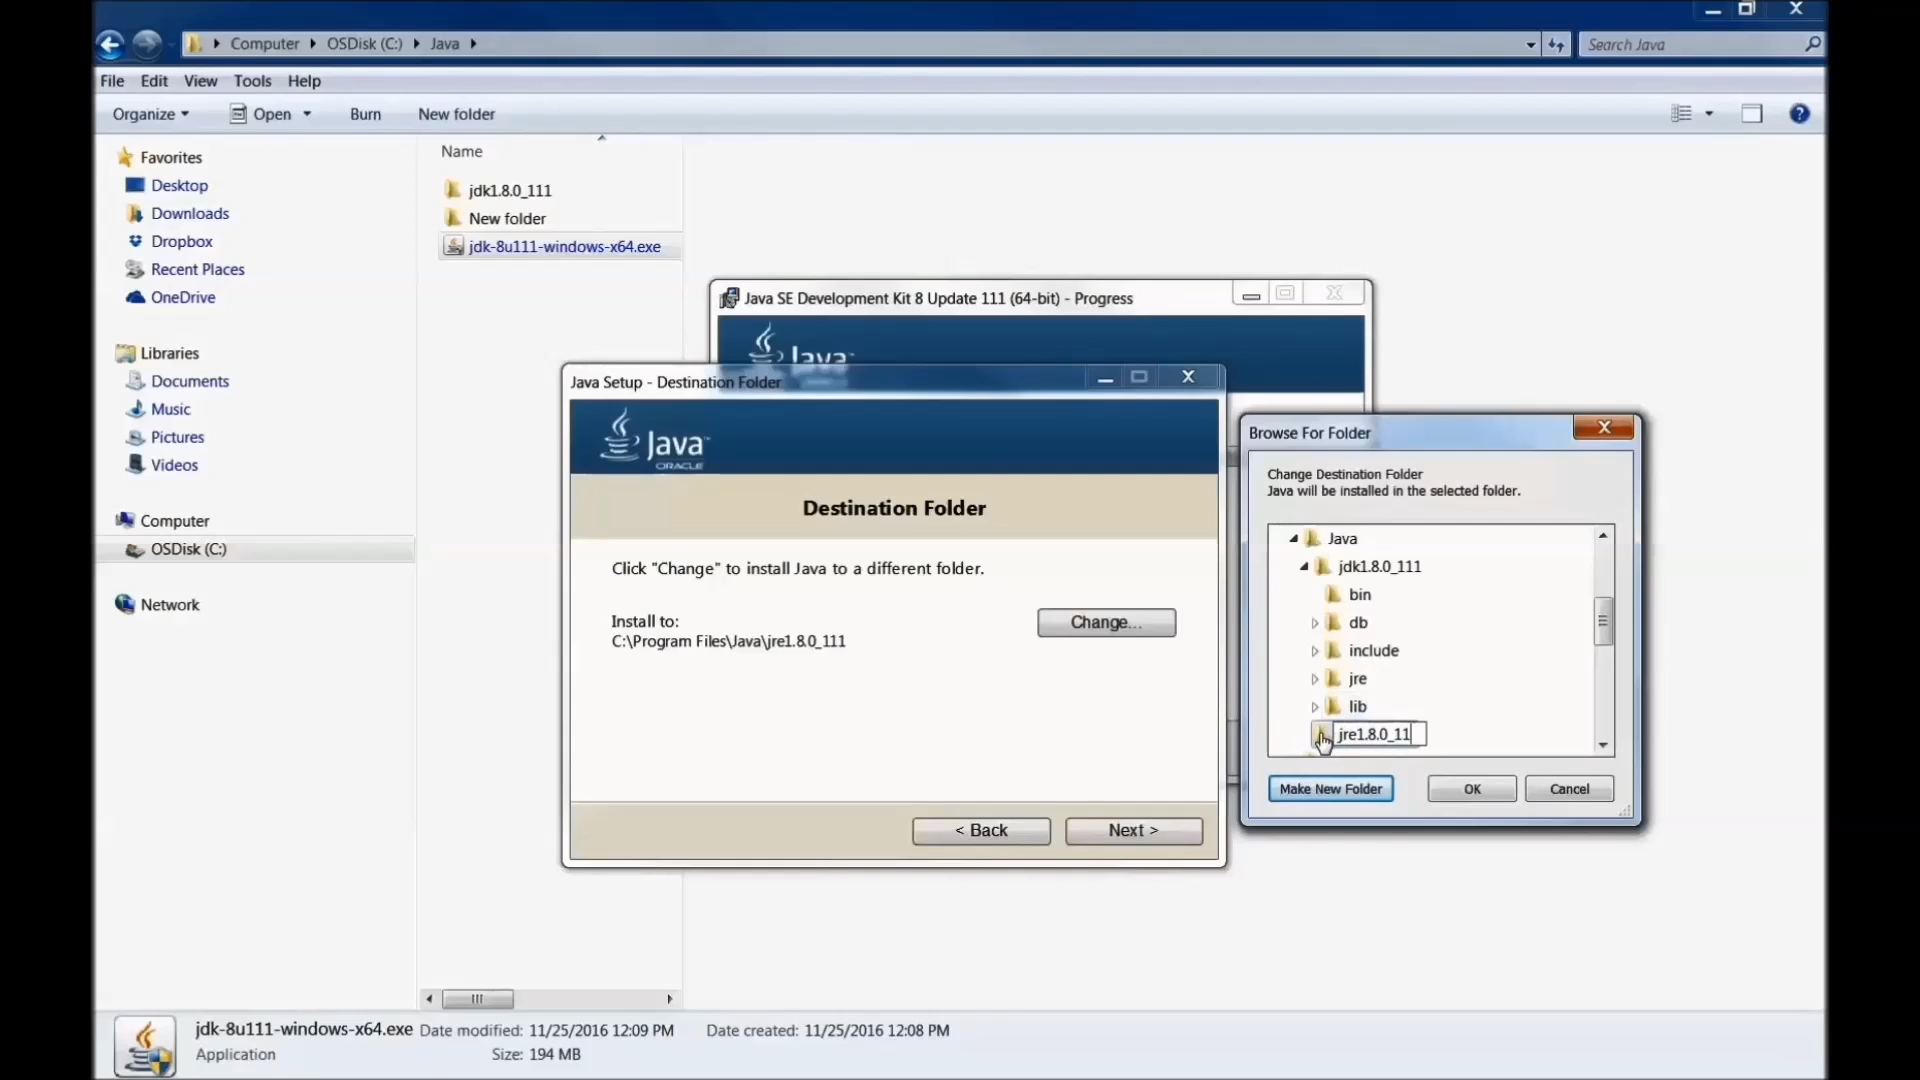 Computer
OSDisk (C:)
Java
Search Java
File
Edit
View
Tools
Help
Organize
Open
Burn
New folder
Favorites
Desktop
Downloads
Dropbox
Recent Places
OneDrive
Libraries
Documents
Music
Pictures
Videos
Computer
OSDisk (C:)
Network
Name
jdk1.8.0_111
New folder
jdk-8u111-windows-x64.exe
Java SE Development Kit 8 Update 111 (64-bit) - Progress
Java
Java Setup - Destination Folder
Java
ORACLE
Destination Folder
Click "Change" to install Java to a different folder.
Install to:
C:\Program Files\Java\jre1.8.0_111
Change...
< Back
Next >
Browse For Folder
Change Destination Folder
Java will be installed in the selected folder.
Java
jdk1.8.0_111
bin
db
include
jre
lib
jre1.8.0_11
Make New Folder
OK
Cancel
jdk-8u111-windows-x64.exe Date modified: 11/25/2016 12:09 PM Date created: 11/25/2016 12:08 PM
Application Size: 194 MB